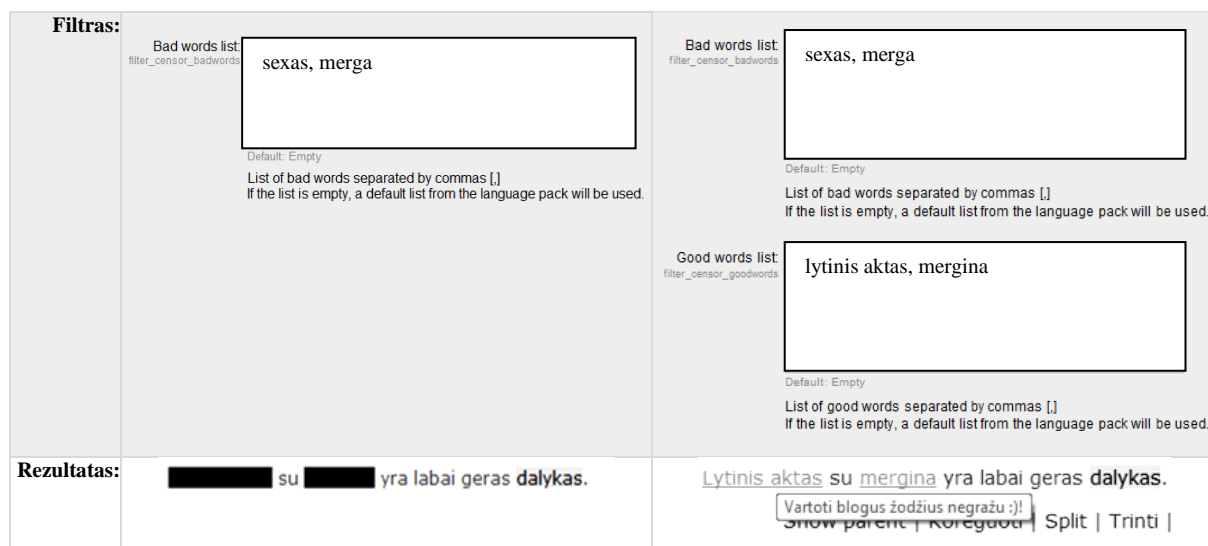 Filtras:
Bad words list:
filter_censor_badwords
sexas, merga
Default: Empty
List of bad words separated by commas [,]
If the list is empty, a default list from the language pack will be used.
Bad words list:
filter_censor_badwords
sexas, merga
Default: Empty
List of bad words separated by commas [,]
If the list is empty, a default list from the language pack will be used.
Good words list:
filter_censor_goodwords
lytinis aktas, mergina
Default: Empty
List of good words separated by commas [,]
If the list is empty, a default list from the language pack will be used.
Rezultatas:
su yra labai geras dalykas.
Lytinis aktas su mergina yra labai geras dalykas.
Vartoti blogus žodžius negražu :)!
Show parent | Koreguoti | Split | Trinti |